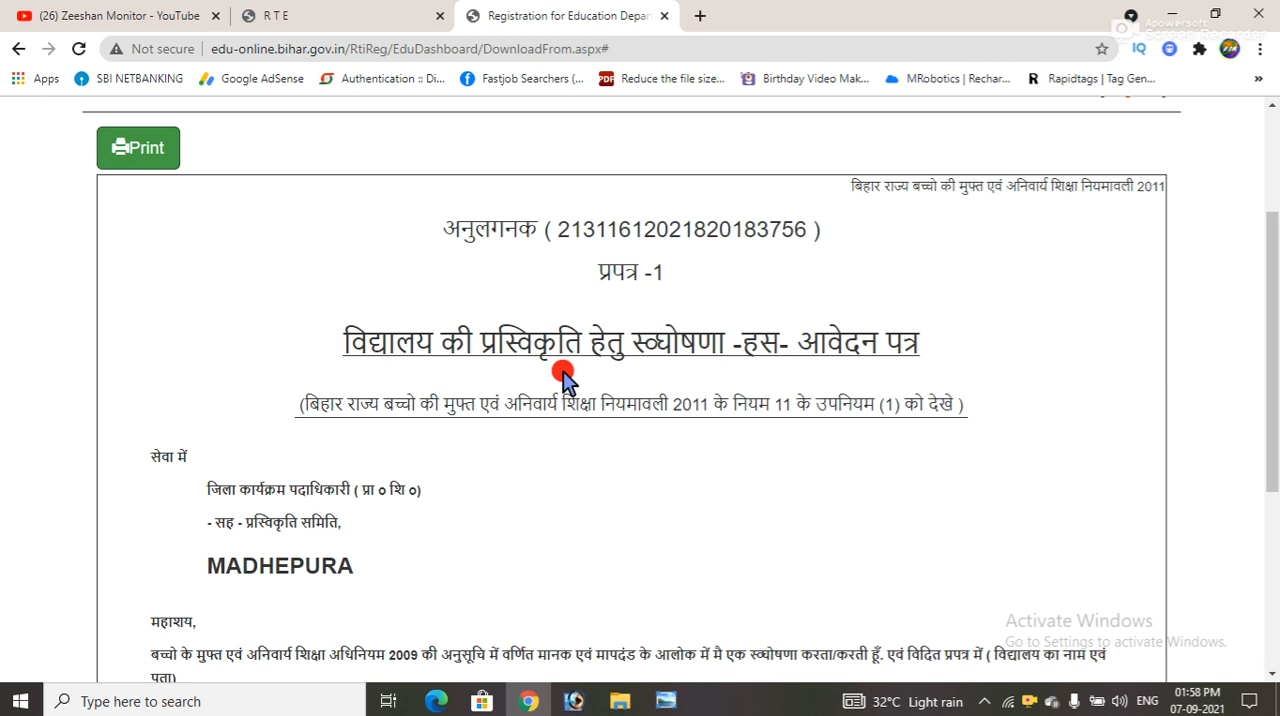 (26) Zeeshan Monitor - YouTube
R T E
Registration for Education Depar
Apowersoft
Screen Recorder
Not secure
edu-online.bihar.gov.in/RtiReg/EduDashboard/DownloadFrom.aspx#
Apps
SBI NETBANKING
Google AdSense
Authentication :: Di...
Fastjob Searchers (...
PDF Reduce the file size...
Birthday Video Mak...
MRobotics | Rechar...
Rapidtags | Tag Gen...
»
Print
बिहार राज्य बच्चो की मुफ्त एवं अनिवार्य शिक्षा नियमावली 2011
अनुलगनक ( 21311612021820183756 )
प्रपत्र -1
विद्यालय की प्रस्विकृति हेतु स्व्घोषणा -हस- आवेदन पत्र
(बिहार राज्य बच्चो की मुफ्त एवं अनिवार्य शिक्षा नियमावली 2011 के नियम 11 के उपनियम (1) को देखे )
सेवा में
जिला कार्यक्रम पदाधिकारी ( प्रा ० शि ०)
- सह - प्रस्विकृति समिति,
MADHEPURA
महाशय,
बच्चो के मुफ्त एवं अनिवार्य शिक्षा अधिनियम 2009 की अनुसूचि में वर्णित मानक एवं मापदंड के आलोक में मै एक स्व्घोषणा करता/करती हूँ. एवं विदित प्रपत्र में ( विद्यालय का नाम एवं
पता)
Activate Windows
Go to Settings to activate Windows.
Type here to search
32°C Light rain
ENG
01:58 PM
07-09-2021